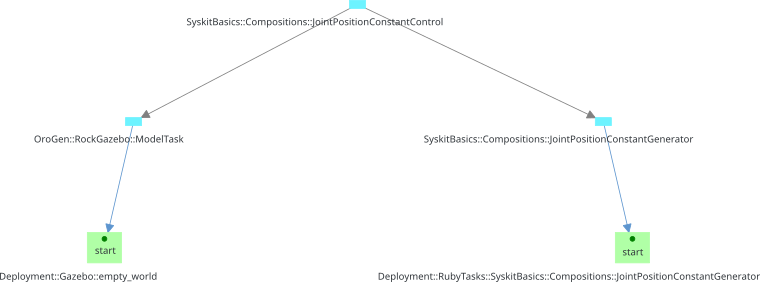 SyskitBasics::Compositions::JointPositionConstantControl
OroGen::RockGazebo::ModelTask
SyskitBasics::Compositions::JointPositionConstantGenerator
start
start
Deployment::Gazebo::empty_world
Deployment::RubyTasks::SyskitBasics::Compositions::JointPositionConstantGenerator